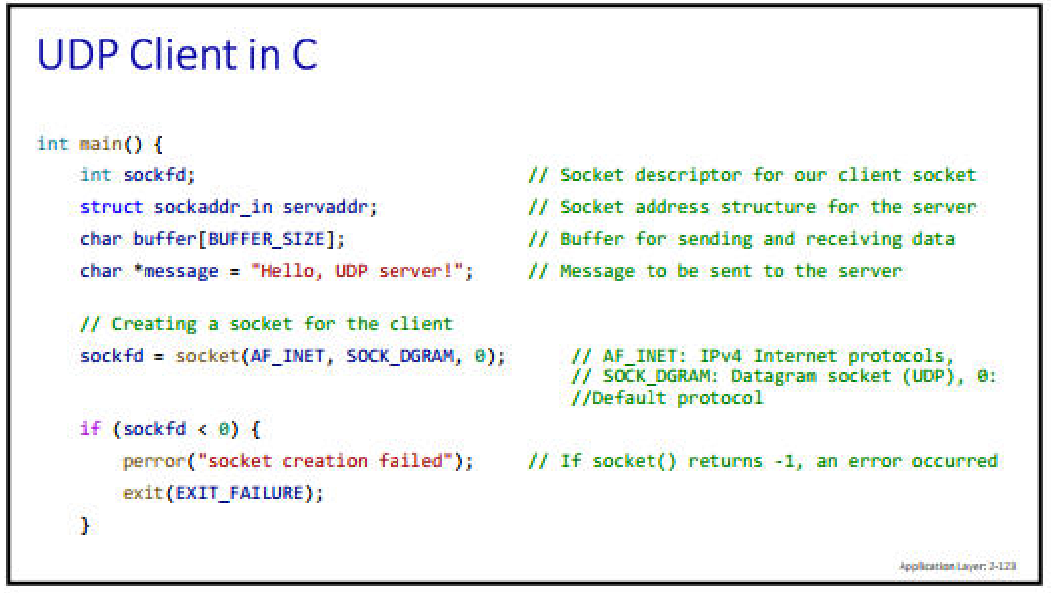 UDP Client in C
int main() {
int sockfd; // Socket descriptor for our client socket
struct sockaddr_in servaddr; // Socket address structure for the server
char buffer[BUFFER_SIZE]; // Buffer for sending and receiving data
char *message = "Hello, UDP server!"; // Message to be sent to the server
// Creating a socket for the client
sockfd = socket(AF_INET, SOCK_DGRAM, 0); // AF_INET: IPv4 Internet protocols,
// SOCK_DGRAM: Datagram socket (UDP), 0:
//Default protocol
if (sockfd < 0) {
perror("socket creation failed"); // If socket() returns -1, an error occurred
exit(EXIT_FAILURE);
}
Application Layer: 2-123